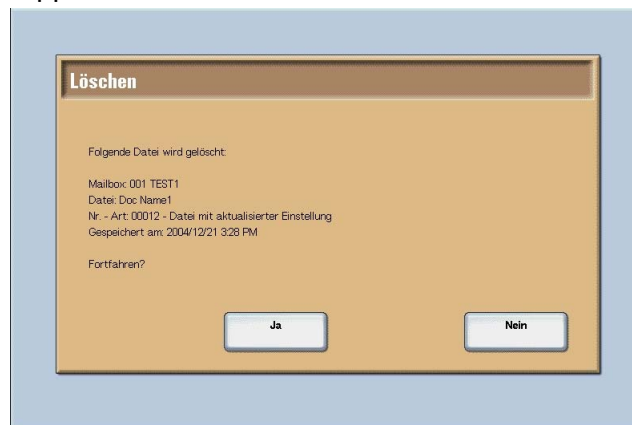 Löschen
Folgende Datei wird gelöscht:
Mailbox: 001 TEST1
Datei: Doc Name1
Nr. - Art: 00012 - Datei mit aktualisierter Einstellung
Gespeichert am: 2004/12/21 3:28 PM
Fortfahren?
Ja
Nein